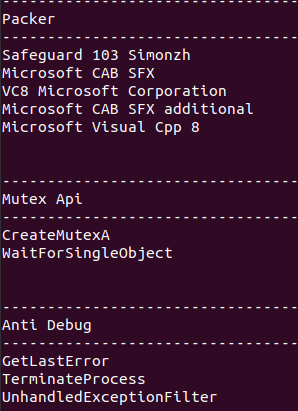 -----------------------------------
Packer
-----------------------------------
Safeguard 103 Simonzh
Microsoft CAB SFX
VC8 Microsoft Corporation
Microsoft CAB SFX additional
Microsoft Visual Cpp 8
-----------------------------------
Mutex Api
-----------------------------------
CreateMutexA
WaitForSingleObject
-----------------------------------
Anti Debug
-----------------------------------
GetLastError
TerminateProcess
UnhandledExceptionFilter